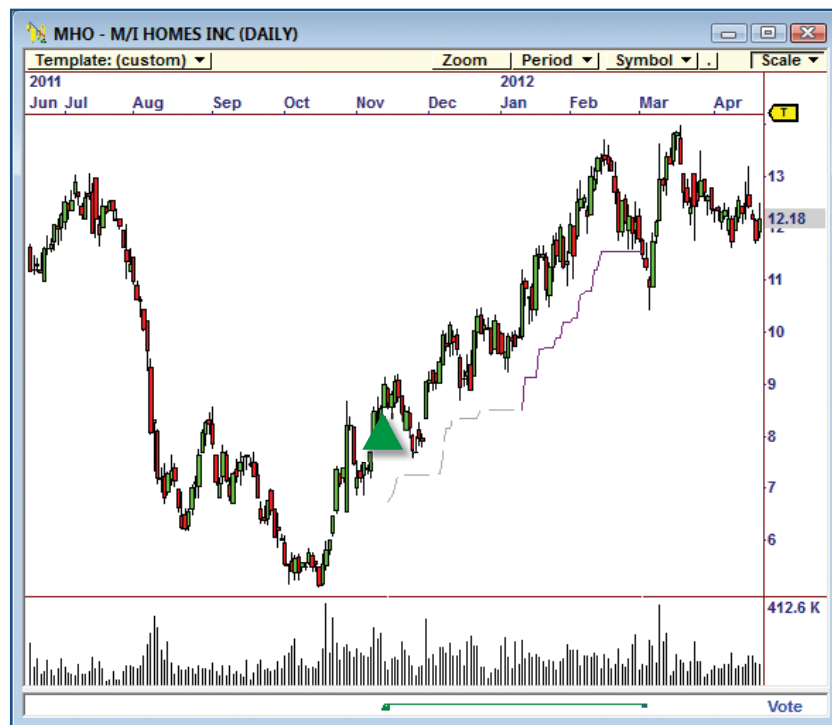 MHO - M/I HOMES INC (DAILY)
Template: (custom) Zoom Period Symbol . Scale
2011 2012
Jun Jul Aug Sep Oct Nov Dec Jan Feb Mar Apr
T
13
12.18
12
11
10
9
8
7
6
412.6 K
Vote